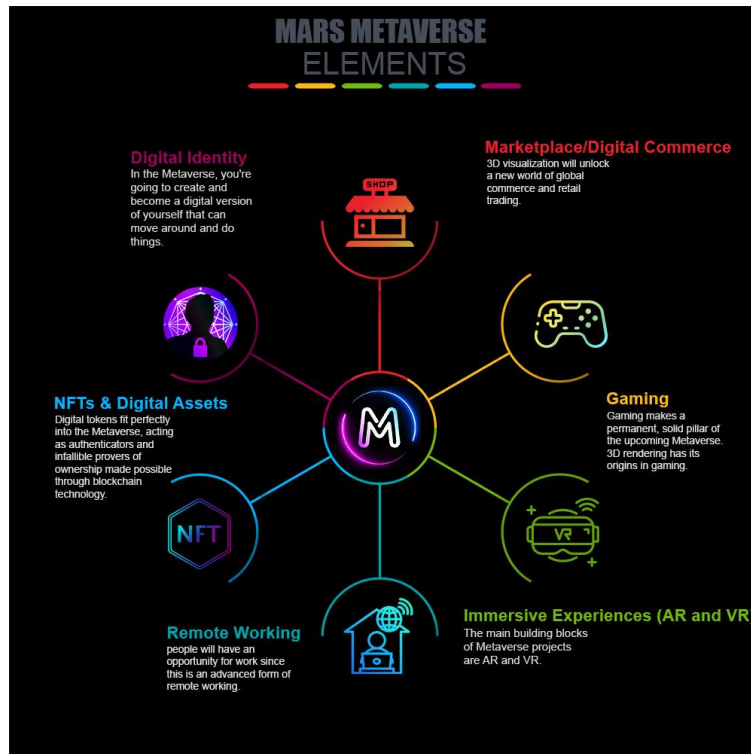 MARS METAVERSE
ELEMENTS
Digital Identity
In the Metaverse, you're
going to create and
become a digital version
of yourself that can
move around and do
things.
Marketplace/Digital Commerce
3D visualization will unlock
a new world of global
commerce and retail
trading.
SHOP
NFTs & Digital Assets
Digital tokens fit perfectly
into the Metaverse, acting
as authenticators and
infallible provers of
ownership made possible
through blockchain
technology.
M
Gaming
Gaming makes a
permanent, solid pillar of
the upcoming Metaverse.
3D rendering has its
origins in gaming.
NFT
VR
Remote Working
people will have an
opportunity for work since
this is an advanced form of
remote working.
Immersive Experiences (AR and VR
The main building blocks
of Metaverse projects
are AR and VR.